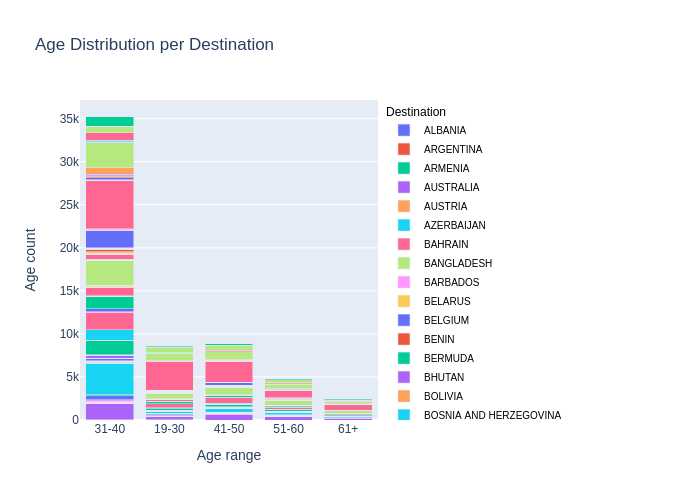 Age Distribution per Destination
Destination
ALBANIA
ARGENTINA
ARMENIA
AUSTRALIA
AUSTRIA
AZERBAIJAN
BAHRAIN
BANGLADESH
BARBADOS
BELARUS
BELGIUM
BENIN
BERMUDA
BHUTAN
BOLIVIA
BOSNIA AND HERZEGOVINA
35k
30k
25k
20k
15k
10k
5k
0
Age count
31-40 19-30 41-50 51-60 61+
Age range